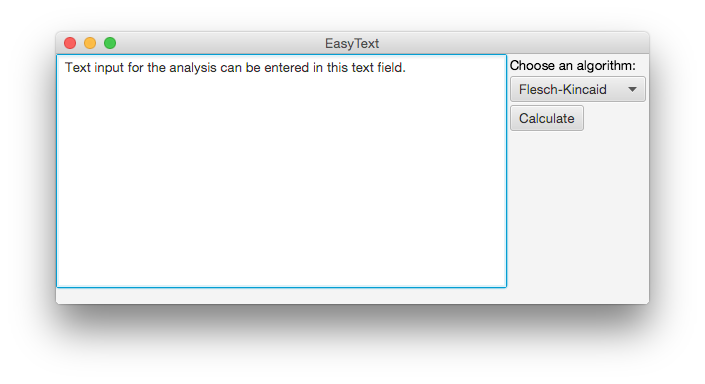 EasyText
Text input for the analysis can be entered in this text field.
Choose an algorithm:
Flesch-Kincaid
Calculate